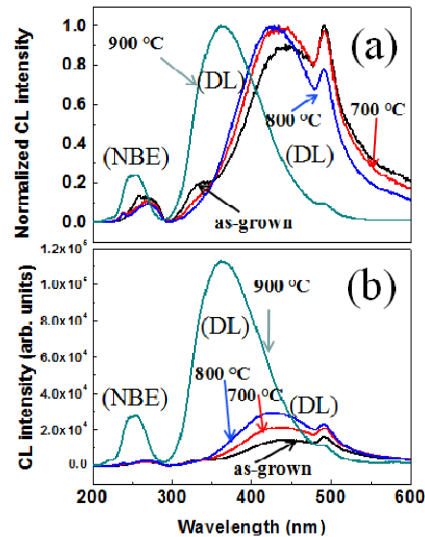 (a)
900 °C
(DL)
(NBE)
800 °C
700 °C
(DL)
as-grown
1.0
0.8
0.6
0.4
0.2
0.0
Normalized CL intensity
(b)
900 °C
(DL)
(NBE)
800 °C
700 °C
(DL)
as-grown
1.2x10⁶
1.0x10⁵
8.0x10⁴
6.0x10⁴
4.0x10⁴
2.0x10⁴
0.0
CL intensity (arb. units)
200 300 400 500 600
Wavelength (nm)